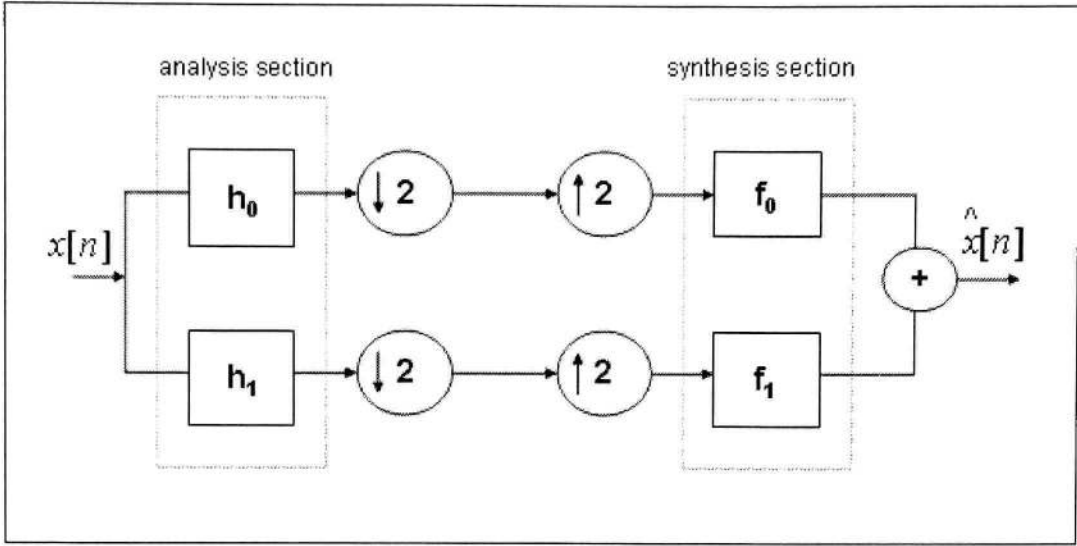 analysis section
synthesis section
h₀
↓ 2
↑ 2
f₀
x[n]
x̂[n]
+
h₁
↓ 2
↑ 2
f₁